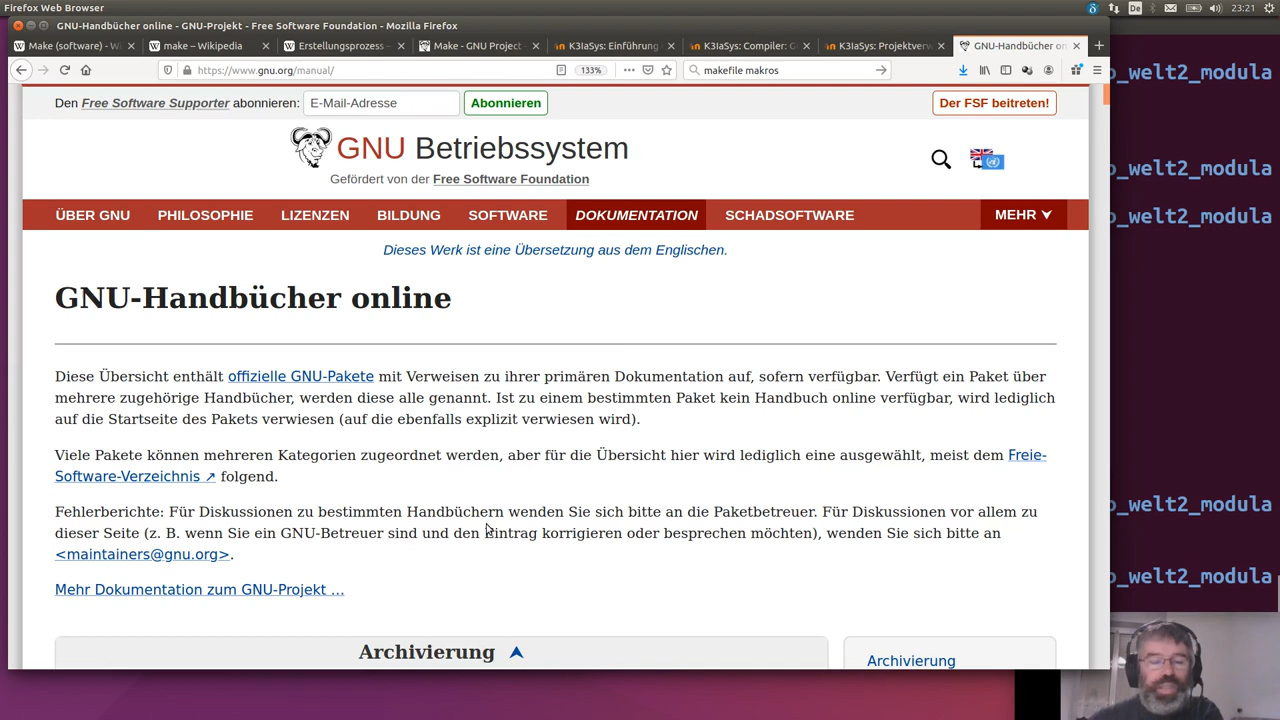 Firefox Web Browser
De
23:21
GNU-Handbücher online - GNU-Projekt - Free Software Foundation - Mozilla Firefox
Make (software) - Wi
make – Wikipedia
Erstellungsprozess –
Make - GNU Project -
K3IaSys: Einführung
K3IaSys: Compiler: Ge
K3IaSys: Projektverw
GNU-Handbücher on
https://www.gnu.org/manual/
133%
makefile makros
Den Free Software Supporter abonnieren:
E-Mail-Adresse
Abonnieren
Der FSF beitreten!
GNU Betriebssystem
Gefördert von der Free Software Foundation
ÜBER GNU
PHILOSOPHIE
LIZENZEN
BILDUNG
SOFTWARE
DOKUMENTATION
SCHADSOFTWARE
MEHR
Dieses Werk ist eine Übersetzung aus dem Englischen.
GNU-Handbücher online
Diese Übersicht enthält offizielle GNU-Pakete mit Verweisen zu ihrer primären Dokumentation auf, sofern verfügbar. Verfügt ein Paket über
mehrere zugehörige Handbücher, werden diese alle genannt. Ist zu einem bestimmten Paket kein Handbuch online verfügbar, wird lediglich
auf die Startseite des Pakets verwiesen (auf die ebenfalls explizit verwiesen wird).
Viele Pakete können mehreren Kategorien zugeordnet werden, aber für die Übersicht hier wird lediglich eine ausgewählt, meist dem Freie-
Software-Verzeichnis ↗ folgend.
Fehlerberichte: Für Diskussionen zu bestimmten Handbüchern wenden Sie sich bitte an die Paketbetreuer. Für Diskussionen vor allem zu
dieser Seite (z. B. wenn Sie ein GNU-Betreuer sind und den Eintrag korrigieren oder besprechen möchten), wenden Sie sich bitte an
<maintainers@gnu.org>.
Mehr Dokumentation zum GNU-Projekt …
Archivierung
Archivierung
o_welt2_modula
o_welt2_modula
o_welt2_modula
o_welt2_modula
o_welt2_modula